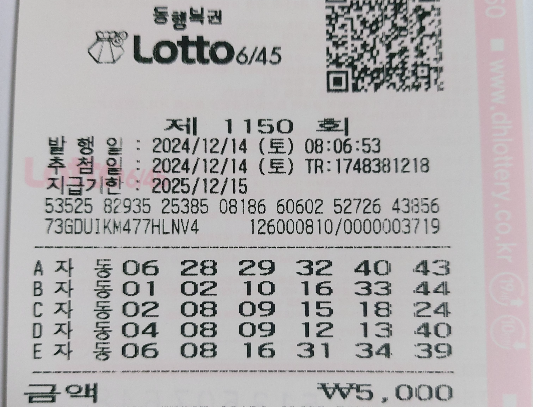 동행복권
Lotto 6/45
제 1150 회
발 행 일 : 2024/12/14 (토) 08:06:53
추 첨 일 : 2024/12/14 (토) TR:1748381218
지급기한 : 2025/12/15
53525 82935 25385 08186 60602 52726 43856
73GDUIKM477HLNV4 126000810/0000003719
A 자 동 06 28 29 32 40 43
B 자 동 01 02 10 16 33 44
C 자 동 02 08 09 15 18 24
D 자 동 04 08 09 12 13 40
E 자 동 06 08 16 31 34 39
금액 ₩5,000
www.dhlottery.co.kr